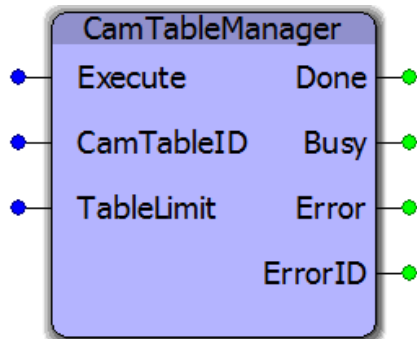 CamTableManager
Execute Done
CamTableID Busy
TableLimit Error
ErrorID